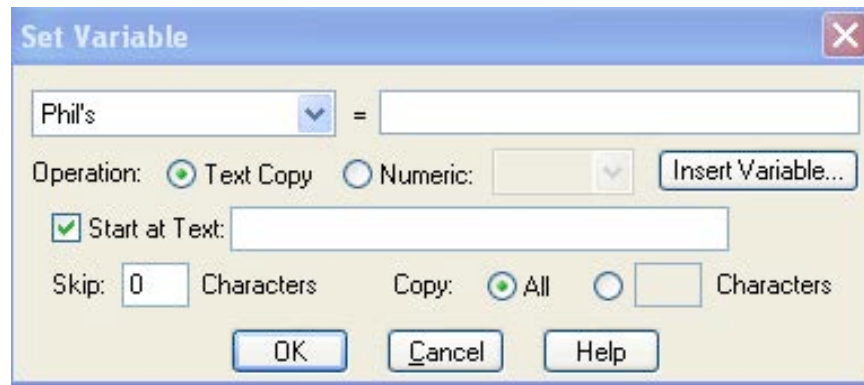 Set Variable
Phil's =
Operation: Text Copy Numeric: Insert Variable...
Start at Text:
Skip: 0 Characters Copy: All Characters
OK Cancel Help